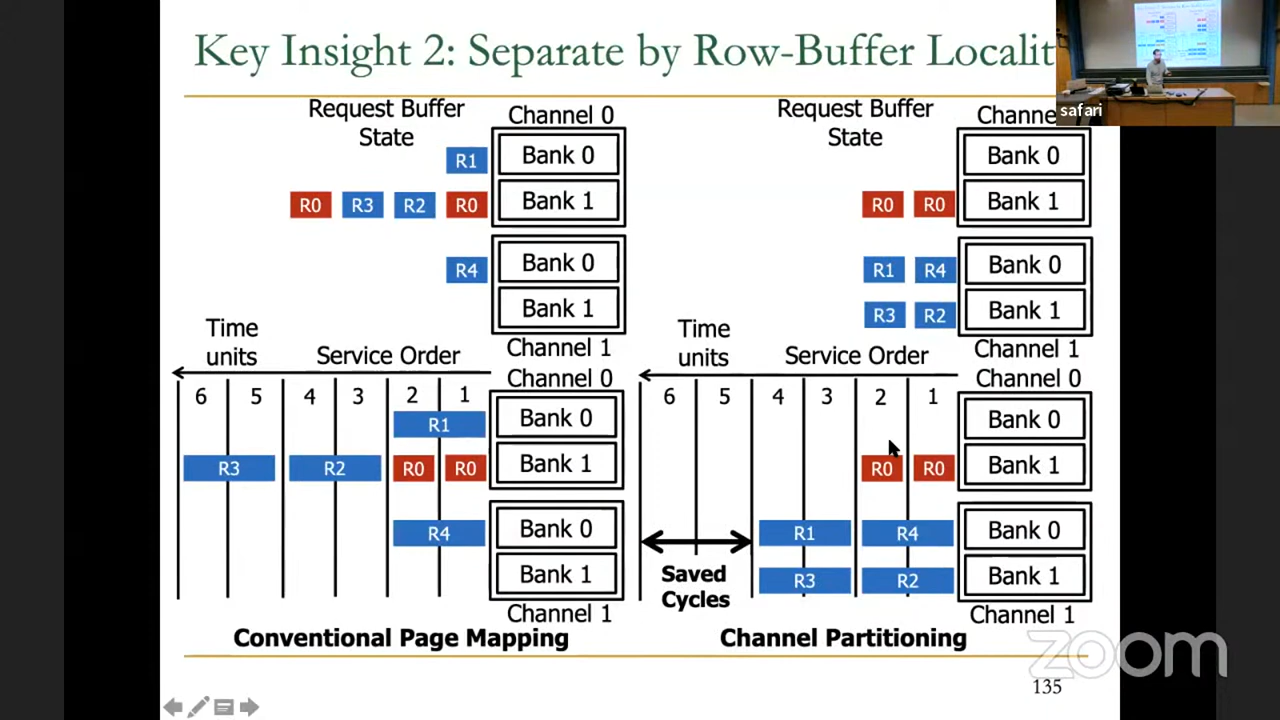 Key Insight 2: Separate by Row-Buffer Localit
safari
Request Buffer
State
Channel 0
R1
Bank 0
R0 R3 R2 R0
Bank 1
R4
Bank 0
Bank 1
Channel 1
Time
units
Service Order
Channel 0
6 5 4 3 2 1
R1
Bank 0
R3 R2 R0 R0
Bank 1
R4
Bank 0
Bank 1
Channel 1
Conventional Page Mapping
Request Buffer
State
Channe
Bank 0
R0 R0
Bank 1
R1 R4
Bank 0
R3 R2
Bank 1
Channel 1
Time
units
Service Order
Channel 0
6 5 4 3 2 1
Bank 0
R0 R0
Bank 1
R1 R4
Bank 0
Saved
Cycles
R3 R2
Bank 1
Channel 1
Channel Partitioning
zoom
135